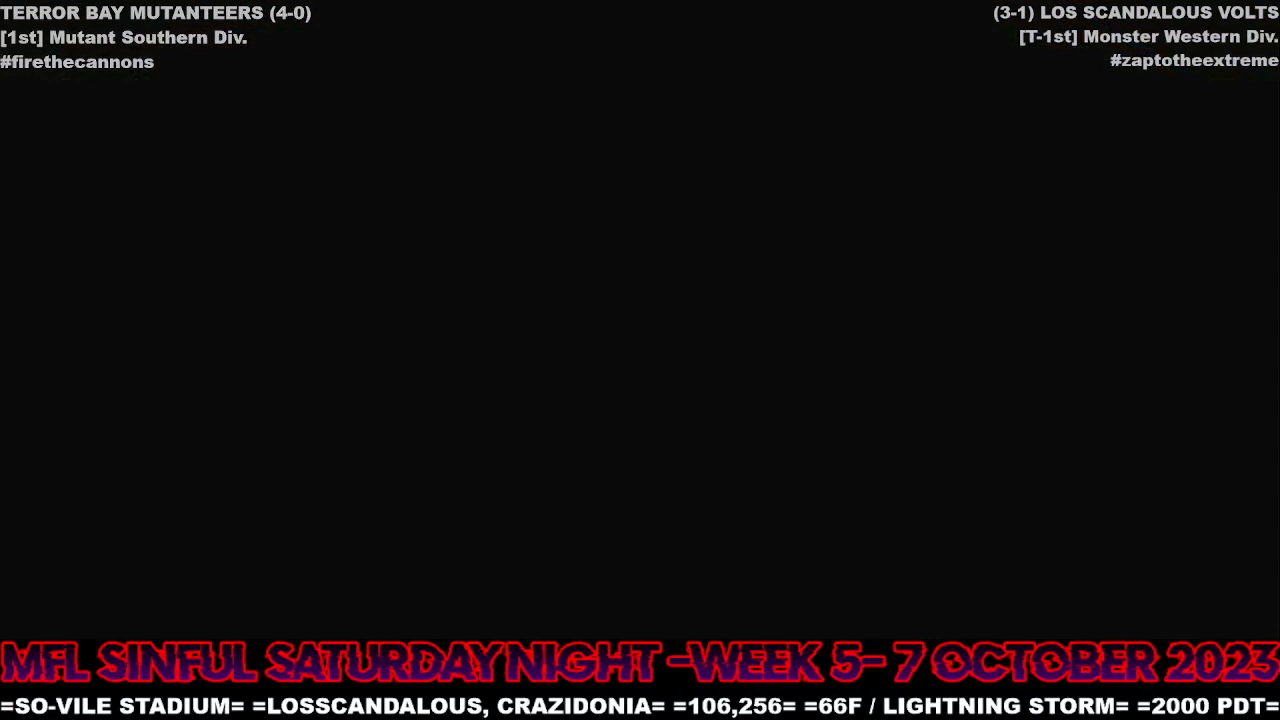 TERROR BAY MUTANTEERS (4-0)
[1st] Mutant Southern Div.
#firethecannons
(3-1) LOS SCANDALOUS VOLTS
[T-1st] Monster Western Div.
#zaptotheextreme
MFL SINFUL SATURDAY NIGHT -WEEK 5- 7 OCTOBER 2023
=SO-VILE STADIUM= =LOSSCANDALOUS, CRAZIDONIA= =106,256= =66F / LIGHTNING STORM= =2000 PDT=